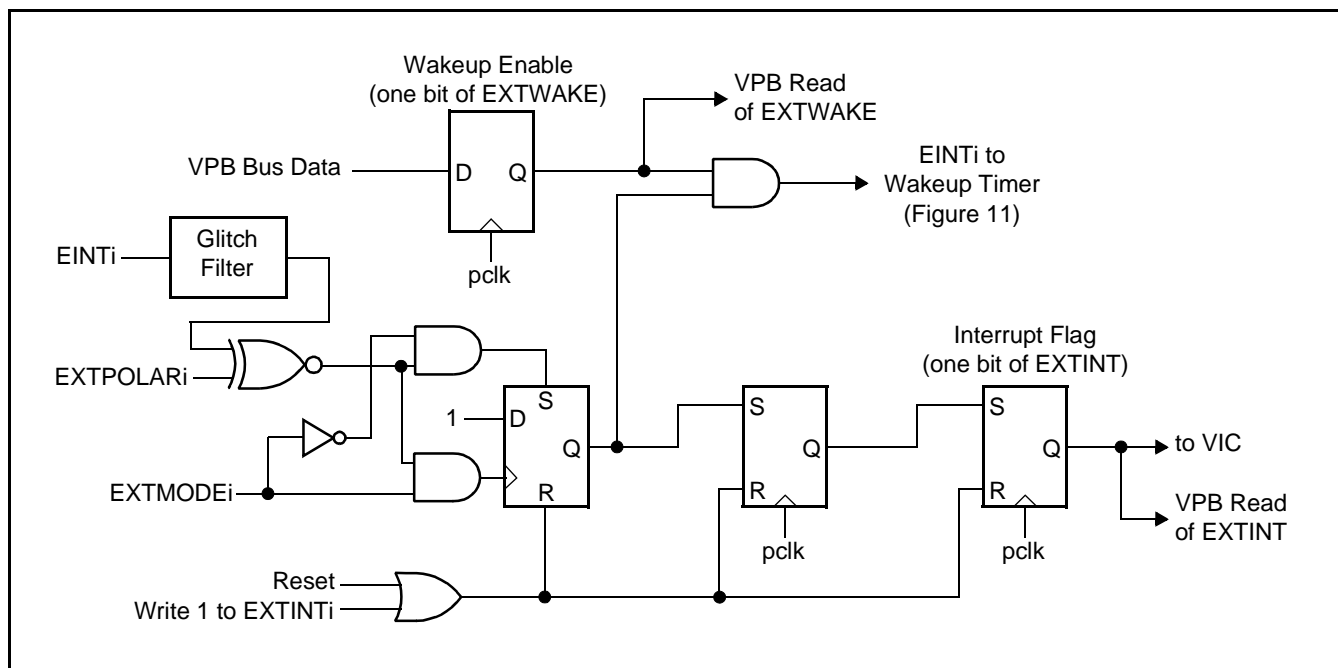 Wakeup Enable
(one bit of EXTWAKE)
VPB Read
of EXTWAKE
VPB Bus Data
D
Q
EINTi to
Wakeup Timer
(Figure 11)
pclk
EINTi
Glitch
Filter
EXTPOLARi
Interrupt Flag
(one bit of EXTINT)
1
D
S
Q
R
S
Q
R
S
Q
R
to VIC
EXTMODEi
VPB Read
of EXTINT
pclk
pclk
Reset
Write 1 to EXTINTi